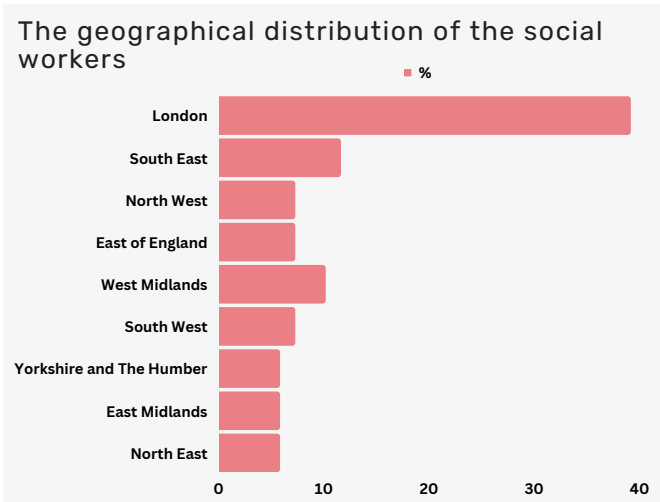 The geographical distribution of the social
workers
%
London
South East
North West
East of England
West Midlands
South West
Yorkshire and The Humber
East Midlands
North East
0 10 20 30 40